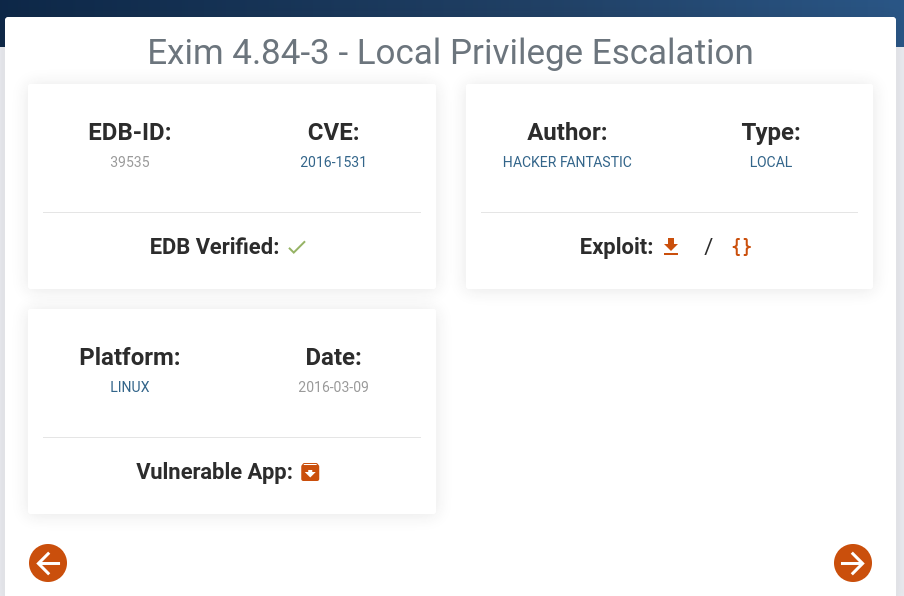 Exim 4.84-3 - Local Privilege Escalation
EDB-ID:
39535
CVE:
2016-1531
EDB Verified:
Author:
HACKER FANTASTIC
Type:
LOCAL
Exploit: / {}
Platform:
LINUX
Date:
2016-03-09
Vulnerable App: